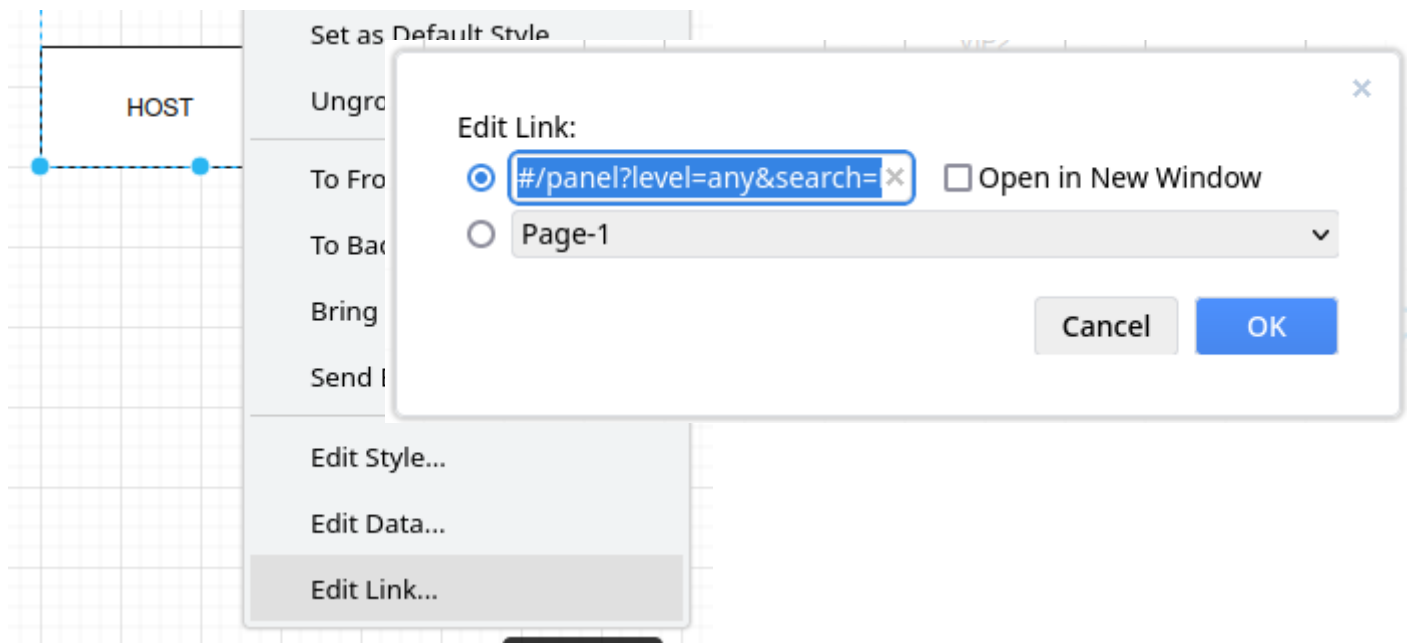 Set as Default Style
HOST
Ungro
To Fro
To Bac
Bring
Send
Edit Style...
Edit Data...
Edit Link...
Edit Link:
#/panel?level=any&search=
Open in New Window
Page-1
Cancel
OK